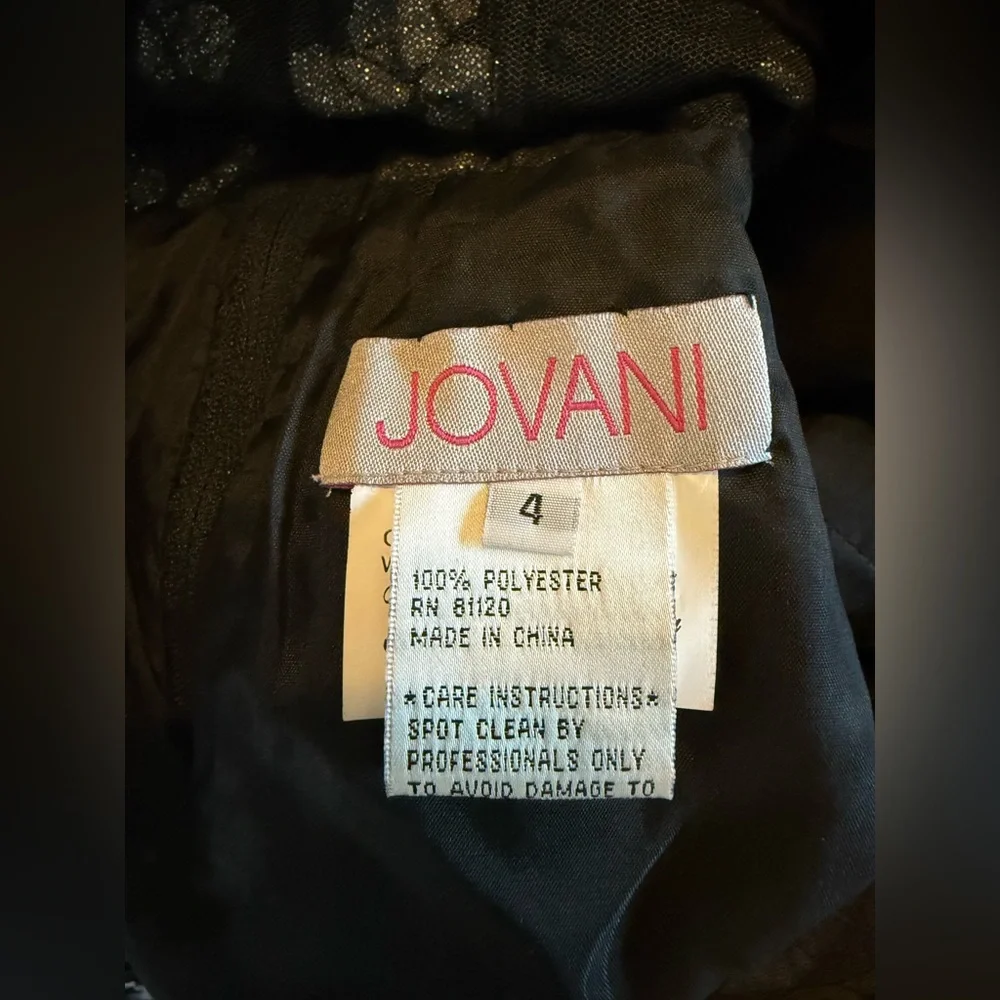 JOVANI
4
100% POLYESTER
RN 81120
MADE IN CHINA
*CARE INSTRUCTIONS*
SPOT CLEAN BY
PROFESSIONALS ONLY
TO AVOID DAMAGE TO